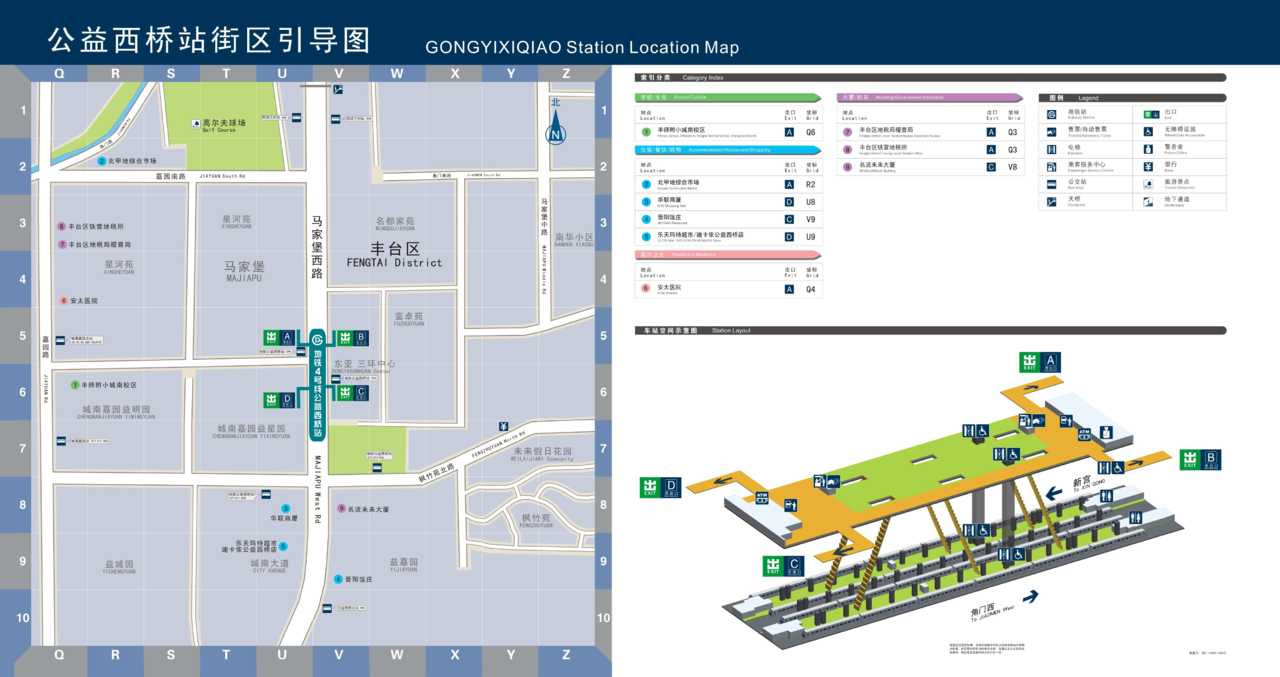 公益西桥站街区引导图
GONGYIXIQIAO Station Location Map
Q R S T U V W X Y Z
1
2
3
4
5
6
7
8
9
10
1
2
3
4
5
6
7
8
9
10
Q R S T U V W X Y Z
北
N
高尔夫球场
Golf Course
2 北甲地综合市场
嘉园南路 JIAYUAN South Rd
角门南路
马家堡西路
马家堡中路
星河苑
XINGHEYUAN
名都家苑
MINGDUJIAYUAN
南华小区
8 丰台区铁营地税所
7 丰台区地税局稽查局
丰台区
FENGTAI District
星河苑
XINGHEYUAN
马家堡
MAJIAPU
6 安太医院
富卓苑
FUZHUOYUAN
嘉园路
JIAYUAN Rd
EXIT A
EXIT B
地铁4号线公益西桥站
东亚三环中心
EXIT D
EXIT C
1 丰师附小城南校区
城南嘉园益明园
CHENGNANJIAYUAN YIMINGYUAN
城南嘉园益星园
CHENGNANJIAYUAN YIXINGYUAN
枫竹苑北路 FENGZHUYUAN North Rd
未来假日花园
WEILAIJIARI Community
MAJIAPU West Rd
3
华联商厦
9 名流未来大厦
枫竹苑
FENGZHUYUAN
乐天玛特超市
迪卡侬公益西桥店 5
益城园
YICHENGYUAN
城南大道
CITY AVENUE
益嘉园
YIJIAYUAN
4 晋阳饭庄
索引分类 Category Index
学校/文化 School/Culture
地点 出口 坐标
Location Exit Grid
1 丰师附小城南校区 A Q6
住宿/餐饮/购物 Accommodation/Restaurant/Shopping
地点 出口 坐标
Location Exit Grid
2 北甲地综合市场 A R2
3 华联商厦 D U8
4 晋阳饭庄 C V9
5 乐天玛特超市/迪卡侬公益西桥店 D U9
医疗卫生 Health and Medicine
地点 出口 坐标
Location Exit Grid
6 安太医院 A Q4
大厦/机关 Building/Government Institution
地点 出口 坐标
Location Exit Grid
7 丰台区地税局稽查局 A Q3
8 丰台区铁营地税所 A Q3
9 名流未来大厦 C V8
图例 Legend
地铁站
Subway Station
出口
Exit
售票/自动售票
无障碍设施
Wheelchair Accessible
电梯
Elevator
警务室
Police Office
乘客服务中心
Passenger Service Center
银行
Bank
公交站
Bus Stop
旅游景点
天桥
地下通道
Underpass
车站空间示意图 Station Layout
EXIT A
EXIT B
EXIT D
EXIT C
ATM
ATM
新宫
To XIN GONG
角门西
To JIAOMEN West